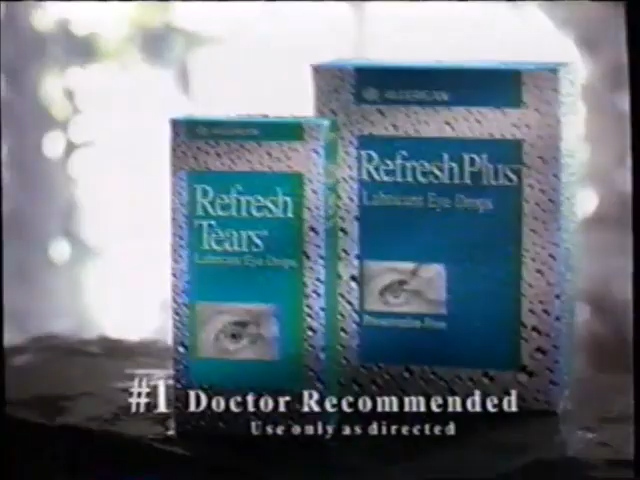 ALLERGAN
Refresh
Tears
Lubricant Eye Drops
ALLERGAN
Refresh Plus
Lubricant Eye Drops
Preservative-Free
#1 Doctor Recommended
Use only as directed